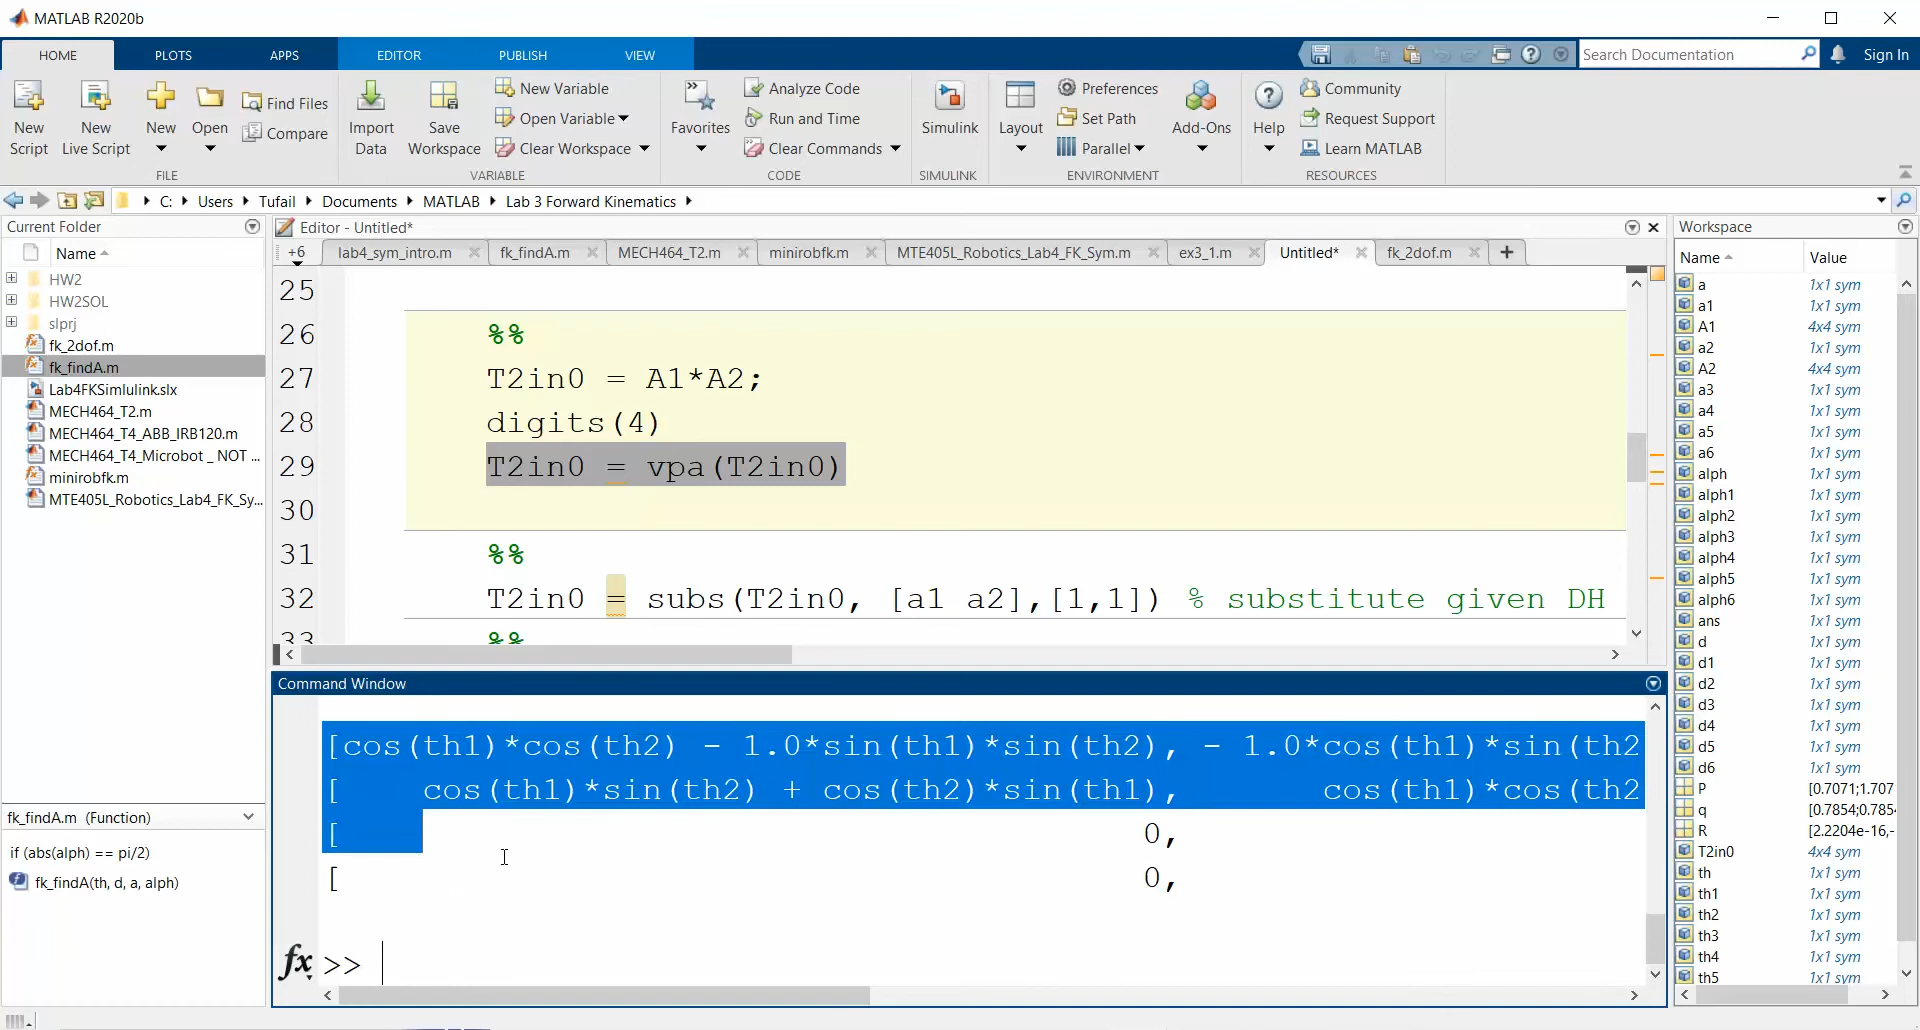 MATLAB R2020b
HOME PLOTS APPS EDITOR PUBLISH VIEW
Search Documentation
Sign In
New Script
New Live Script
New
Open
Find Files
Compare
Import Data
Save Workspace
New Variable
Open Variable
Clear Workspace
Favorites
Analyze Code
Run and Time
Clear Commands
Simulink
Layout
Preferences
Set Path
Parallel
Add-Ons
Help
Community
Request Support
Learn MATLAB
FILE VARIABLE CODE SIMULINK ENVIRONMENT RESOURCES
C: Users Tufail Documents MATLAB Lab 3 Forward Kinematics
Current Folder
Name
HW2
HW2SOL
slprj
fk_2dof.m
fk_findA.m
Lab4FKSimlulink.slx
MECH464_T2.m
MECH464_T4_ABB_IRB120.m
MECH464_T4_Microbot _ NOT ...
minirobfk.m
MTE405L_Robotics_Lab4_FK_Sy...
fk_findA.m (Function)
if (abs(alph) == pi/2)
fk_findA(th, d, a, alph)
Editor - Untitled*
+6 lab4_sym_intro.m fk_findA.m MECH464_T2.m minirobfk.m MTE405L_Robotics_Lab4_FK_Sym.m ex3_1.m Untitled* fk_2dof.m +
25
26 %%
27 T2in0 = A1*A2;
28 digits(4)
29 T2in0 = vpa(T2in0)
30
31 %%
32 T2in0 = subs(T2in0, [a1 a2],[1,1]) % substitute given DH
33 %%
Command Window
[cos(th1)*cos(th2) - 1.0*sin(th1)*sin(th2), - 1.0*cos(th1)*sin(th2
[ cos(th1)*sin(th2) + cos(th2)*sin(th1), cos(th1)*cos(th2
[ 0,
[ 0,
fx >>
Workspace
Name Value
a 1x1 sym
a1 1x1 sym
A1 4x4 sym
a2 1x1 sym
A2 4x4 sym
a3 1x1 sym
a4 1x1 sym
a5 1x1 sym
a6 1x1 sym
alph 1x1 sym
alph1 1x1 sym
alph2 1x1 sym
alph3 1x1 sym
alph4 1x1 sym
alph5 1x1 sym
alph6 1x1 sym
ans 1x1 sym
d 1x1 sym
d1 1x1 sym
d2 1x1 sym
d3 1x1 sym
d4 1x1 sym
d5 1x1 sym
d6 1x1 sym
P [0.7071;1.707
q [0.7854;0.785
R [2.2204e-16,-
T2in0 4x4 sym
th 1x1 sym
th1 1x1 sym
th2 1x1 sym
th3 1x1 sym
th4 1x1 sym
th5 1x1 sym